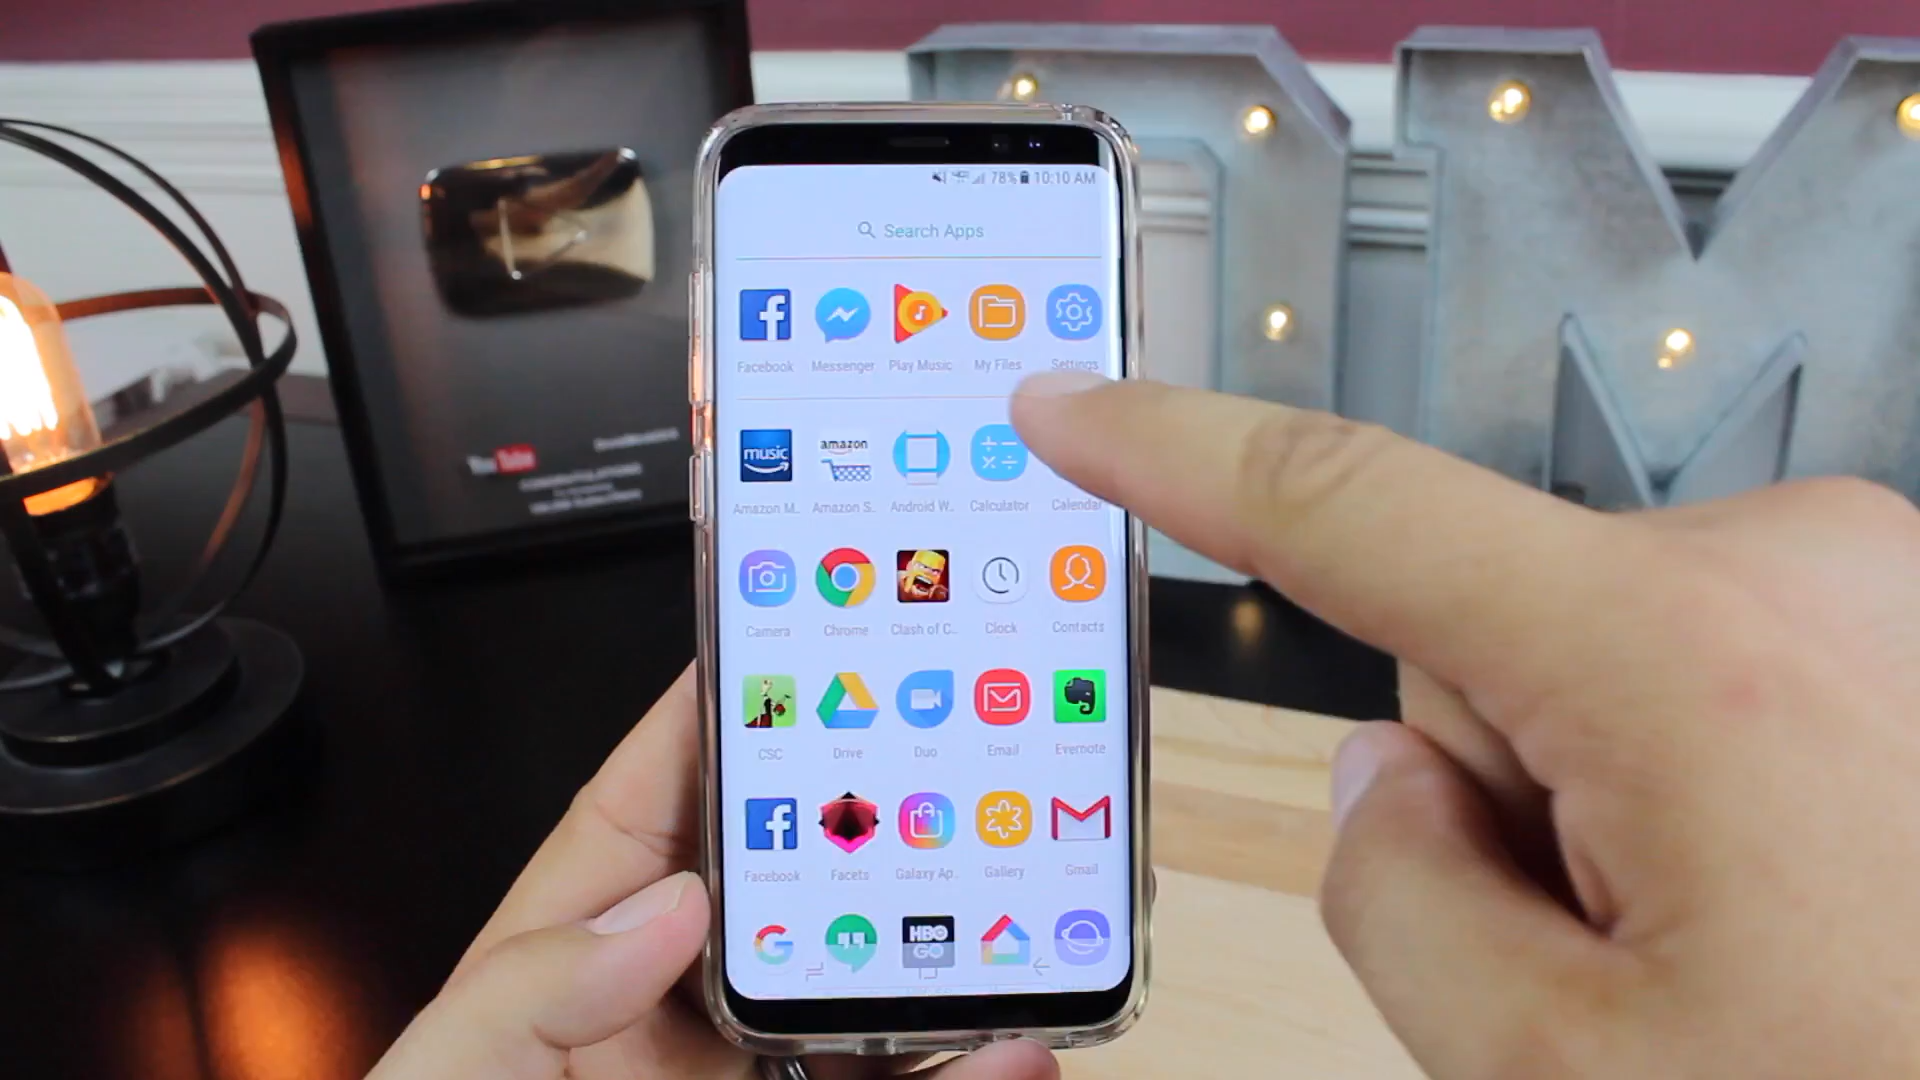 78% 10:10 AM
Search Apps
Facebook Messenger Play Music My Files Settings
music amazon
Amazon M.. Amazon S.. Android W.. Calculator Calendar
Camera Chrome Clash of C.. Clock Contacts
CSC Drive Duo Email Evernote
Facebook Facets Galaxy Ap.. Gallery Gmail
HBO
GO
YouTube
DM